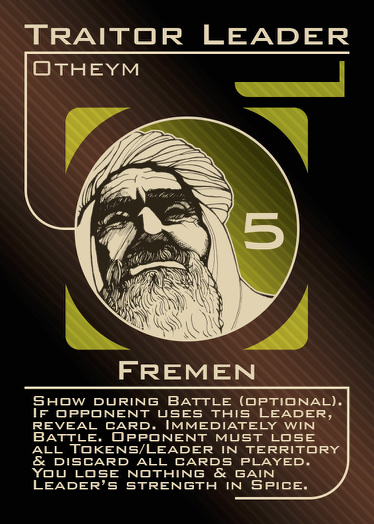 Traitor Leader
Otheym
5
Fremen
Show during Battle (optional).
If opponent uses this Leader,
reveal card. Immediately win
Battle. Opponent must lose
all Tokens/Leader in territory
& discard all cards played.
You lose nothing & gain
Leader's strength in Spice.